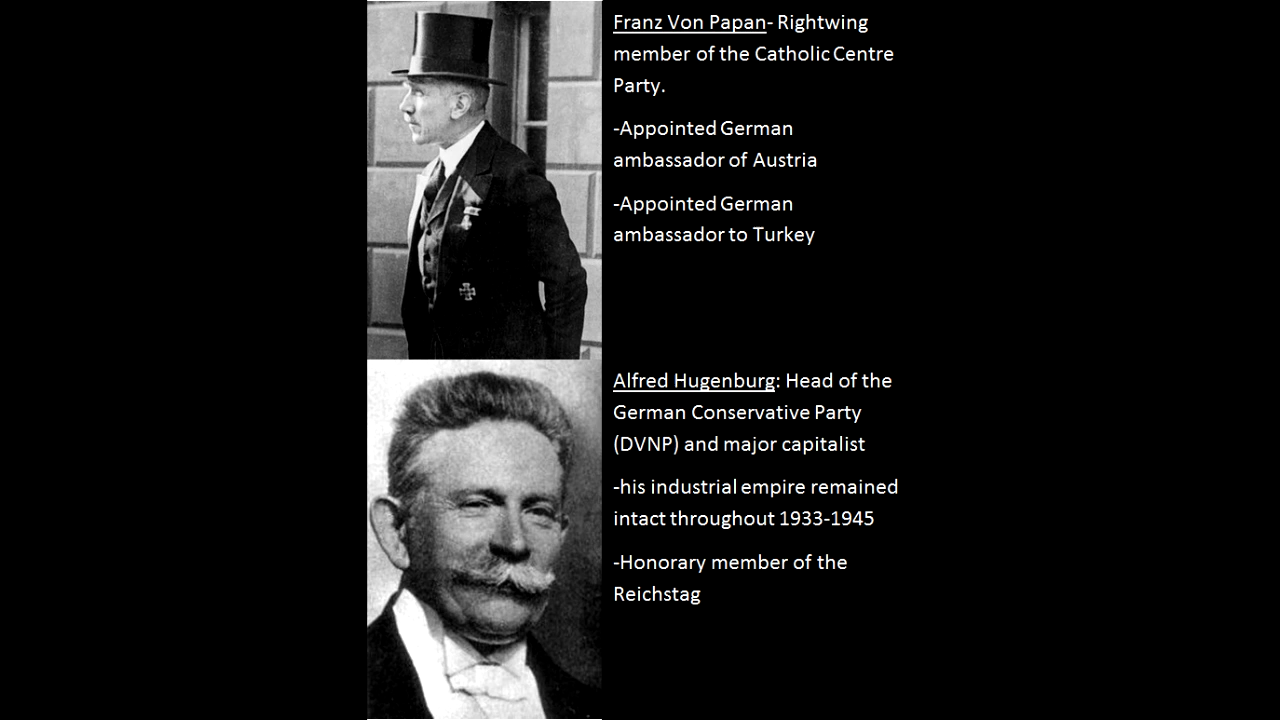 Franz Von Papan- Rightwing
member of the Catholic Centre
Party.
-Appointed German
ambassador of Austria
-Appointed German
ambassador to Turkey
Alfred Hugenburg: Head of the
German Conservative Party
(DVNP) and major capitalist
-his industrial empire remained
intact throughout 1933-1945
-Honorary member of the
Reichstag